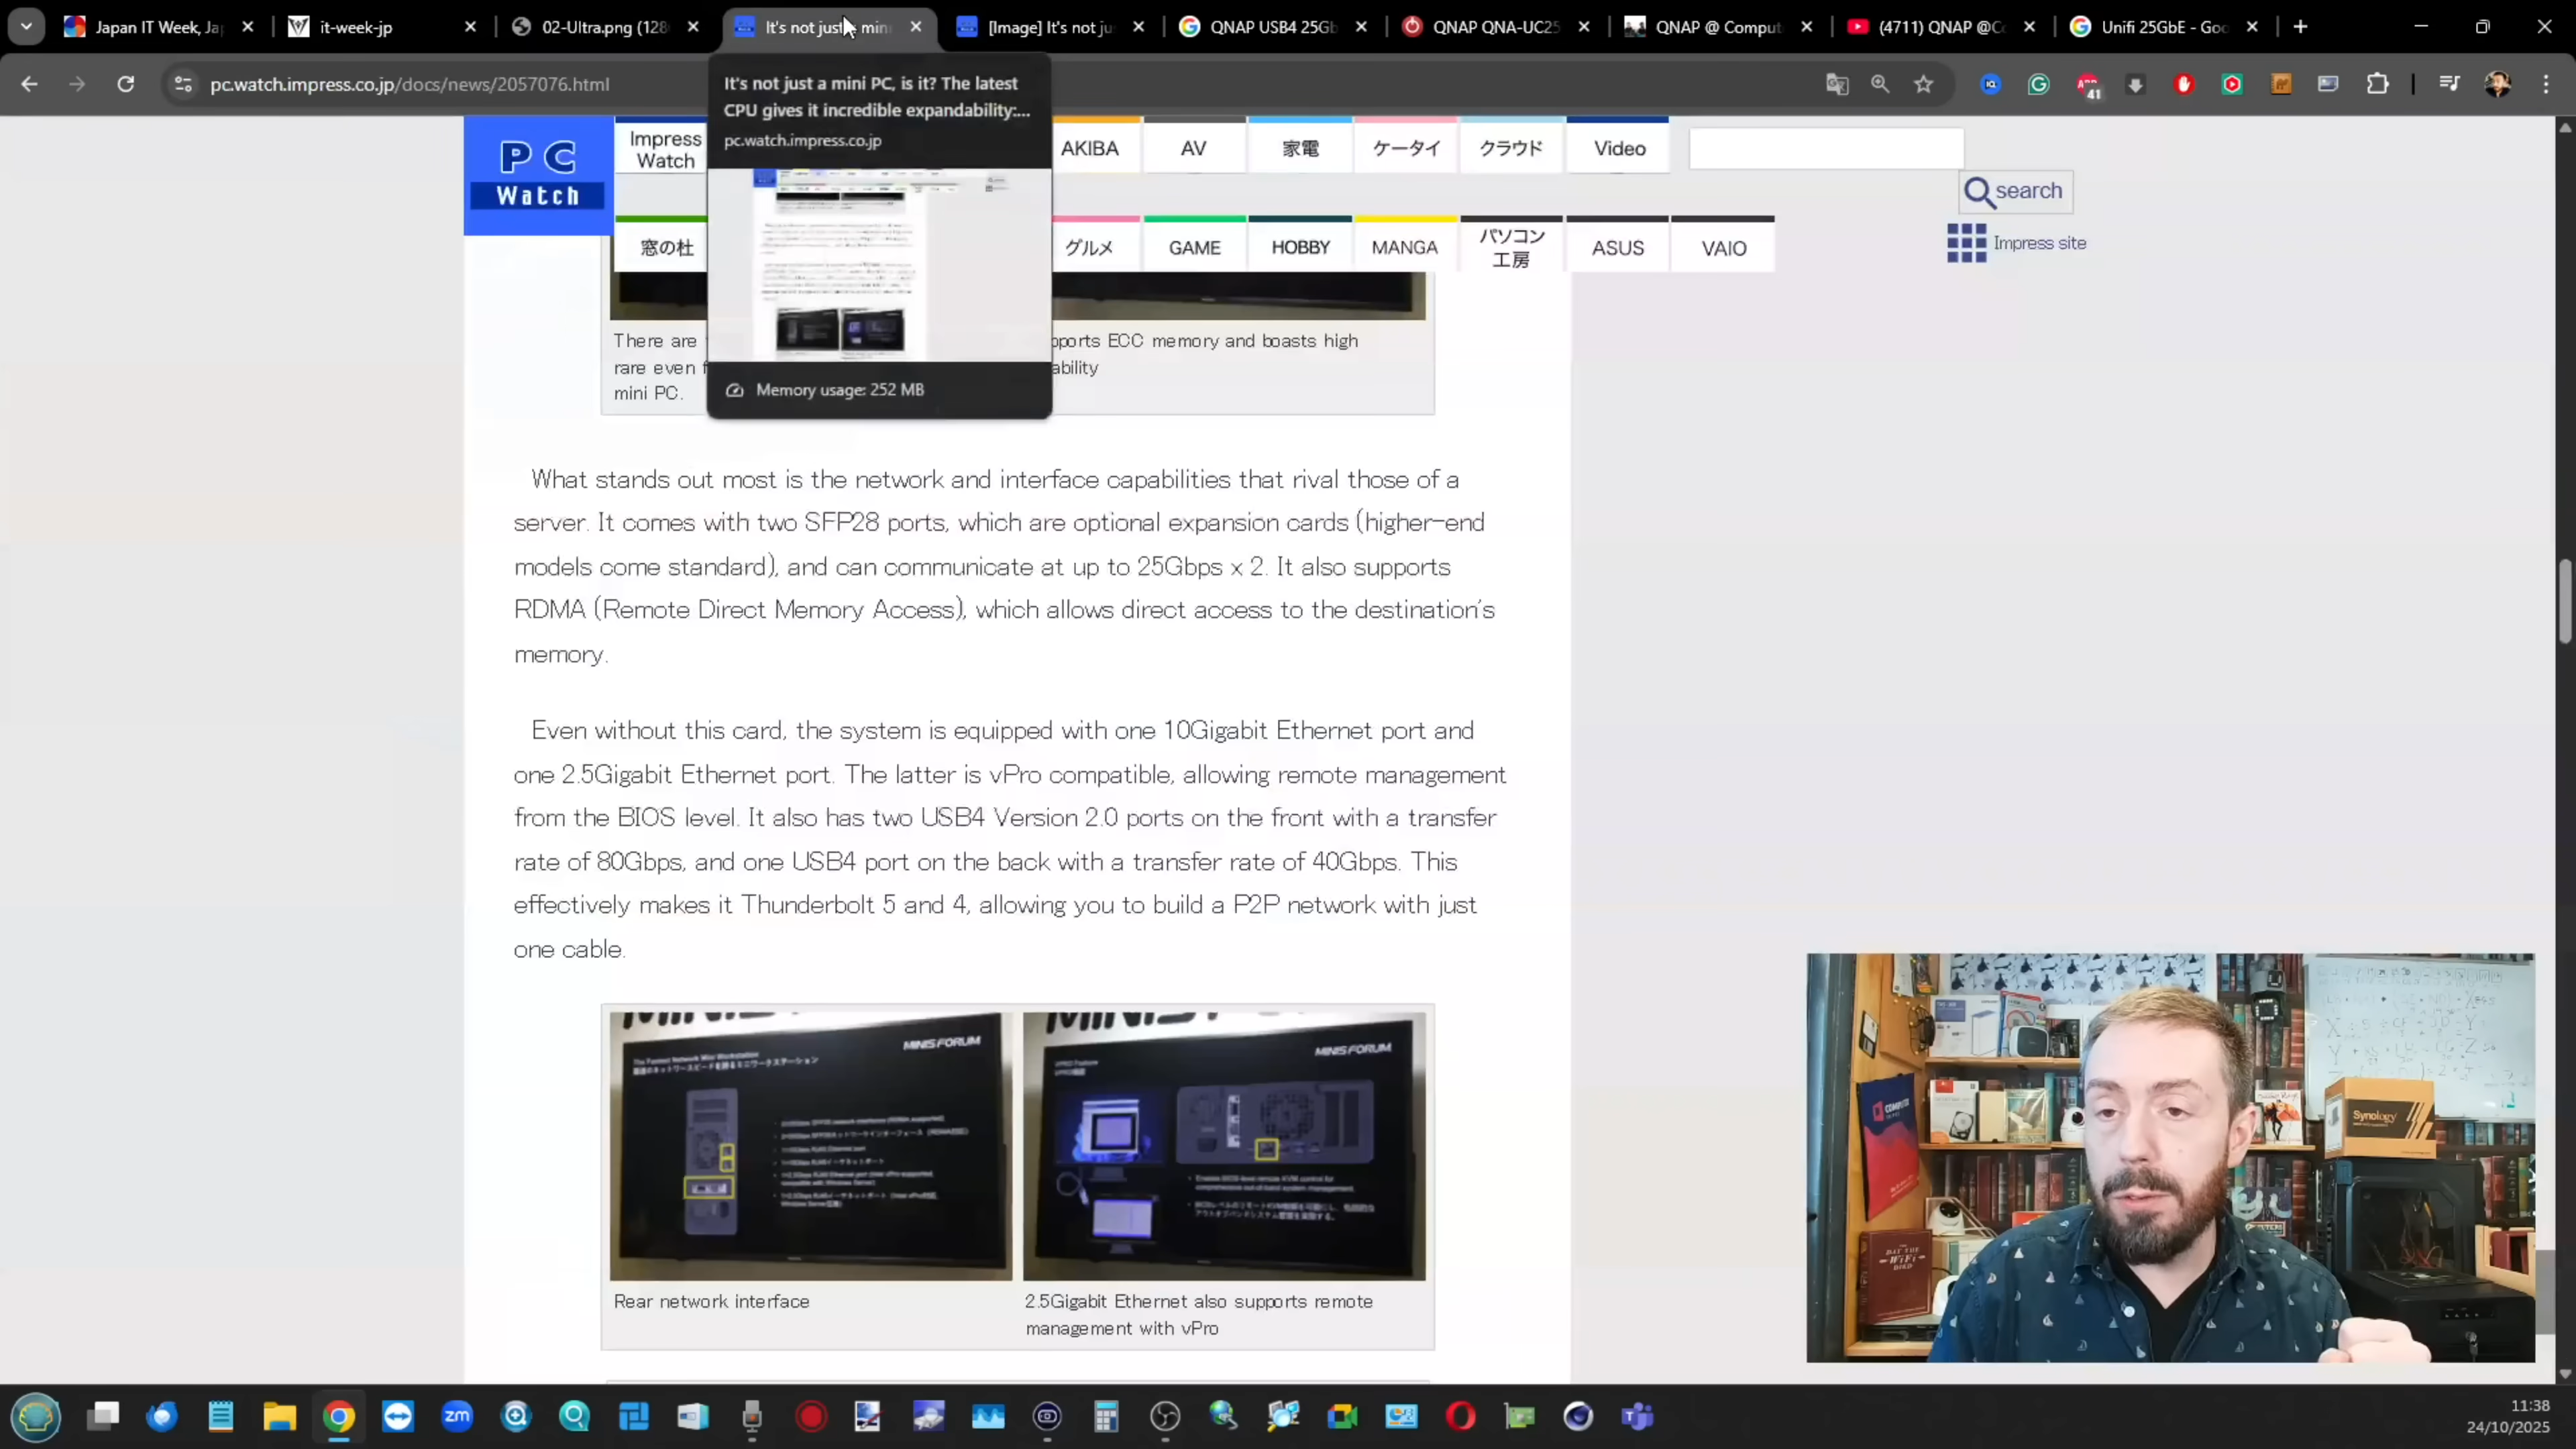 Japan IT Week, Ja
it-week-jp
02-Ultra.png (128
It's not just a min
[Image] It's not ju
QNAP USB4 25Gb
QNAP QNA-UC25
QNAP @ Comput
(4711) QNAP @Co
Unifi 25GbE - Goo
pc.watch.impress.co.jp/docs/news/2057076.html
41
It's not just a mini PC, is it? The latest
CPU gives it incredible expandability:...
pc.watch.impress.co.jp
Memory usage: 252 MB
PC
Watch
Impress
Watch
AKIBA
AV
家電
ケータイ
クラウド
Video
search
窓の杜
グルメ
GAME
HOBBY
MANGA
パソコン
工房
ASUS
VAIO
Impress site
There are
rare even f
mini PC.
pports ECC memory and boasts high
ability
What stands out most is the network and interface capabilities that rival those of a
server. It comes with two SFP28 ports, which are optional expansion cards (higher-end
models come standard), and can communicate at up to 25Gbps x 2. It also supports
RDMA (Remote Direct Memory Access), which allows direct access to the destination's
memory.
Even without this card, the system is equipped with one 10Gigabit Ethernet port and
one 2.5Gigabit Ethernet port. The latter is vPro compatible, allowing remote management
from the BIOS level. It also has two USB4 Version 2.0 ports on the front with a transfer
rate of 80Gbps, and one USB4 port on the back with a transfer rate of 40Gbps. This
effectively makes it Thunderbolt 5 and 4, allowing you to build a P2P network with just
one cable.
MINISFORUM
The Fastest Network Mini Workstation
MINISFORUM
Rear network interface
2.5Gigabit Ethernet also supports remote
management with vPro
Synology
zm
11:38
24/10/2025